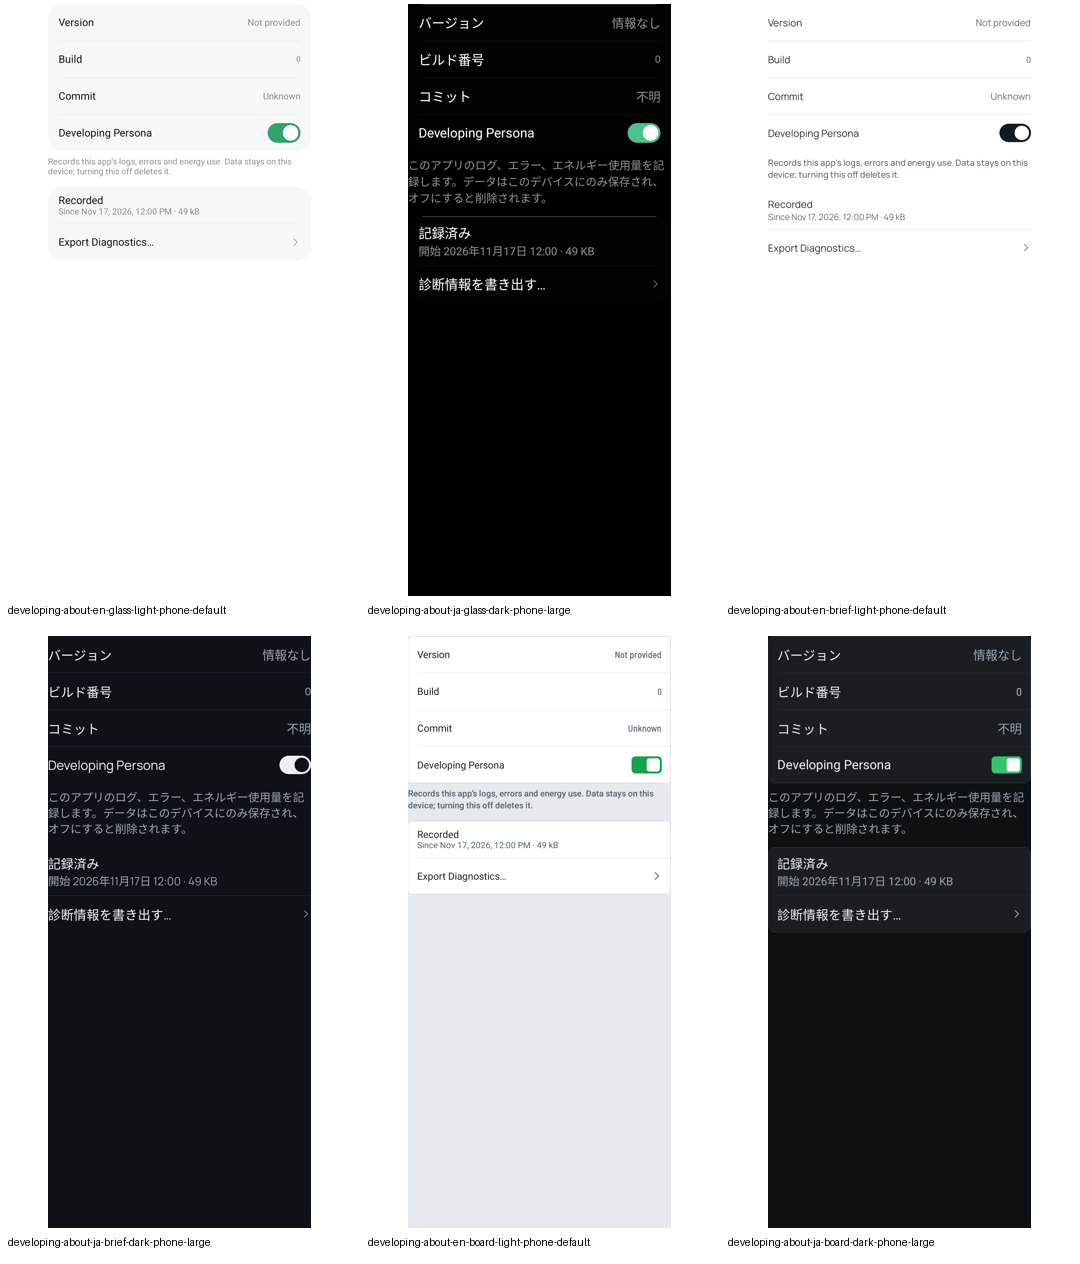 Version
Not provided
Build
0
Commit
Unknown
Developing Persona
Records this app's logs, errors and energy use. Data stays on this
device; turning this off deletes it.
Recorded
Since Nov 17, 2026, 12:00 PM · 49 kB
Export Diagnostics...
developing-about-en-glass-light-phone-default
バージョン
情報なし
ビルド番号
0
コミット
不明
Developing Persona
このアプリのログ、エラー、エネルギー使用量を記
録します。データはこのデバイスにのみ保存され、
オフにすると削除されます。
記録済み
開始 2026年11月17日 12:00 · 49 KB
診断情報を書き出す...
developing-about-ja-glass-dark-phone-large
Version
Not provided
Build
0
Commit
Unknown
Developing Persona
Records this app's logs, errors and energy use. Data stays on this
device; turning this off deletes it.
Recorded
Since Nov 17, 2026, 12:00 PM · 49 kB
Export Diagnostics...
developing-about-en-brief-light-phone-default
バージョン
情報なし
ビルド番号
0
コミット
不明
Developing Persona
このアプリのログ、エラー、エネルギー使用量を記
録します。データはこのデバイスにのみ保存され、
オフにすると削除されます。
記録済み
開始 2026年11月17日 12:00 · 49 KB
診断情報を書き出す...
developing-about-ja-brief-dark-phone-large
Version
Not provided
Build
0
Commit
Unknown
Developing Persona
Records this app's logs, errors and energy use. Data stays on this
device; turning this off deletes it.
Recorded
Since Nov 17, 2026, 12:00 PM · 49 kB
Export Diagnostics...
developing-about-en-board-light-phone-default
バージョン
情報なし
ビルド番号
0
コミット
不明
Developing Persona
このアプリのログ、エラー、エネルギー使用量を記
録します。データはこのデバイスにのみ保存され、
オフにすると削除されます。
記録済み
開始 2026年11月17日 12:00 · 49 KB
診断情報を書き出す...
developing-about-ja-board-dark-phone-large